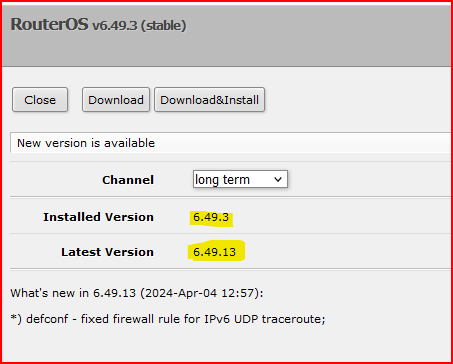 RouterOS v6.49.3 (stable)
Close Download Download&Install
New version is available
Channel long term
Installed Version 6.49.3
Latest Version 6.49.13
What's new in 6.49.13 (2024-Apr-04 12:57):
*) defconf - fixed firewall rule for IPv6 UDP traceroute;